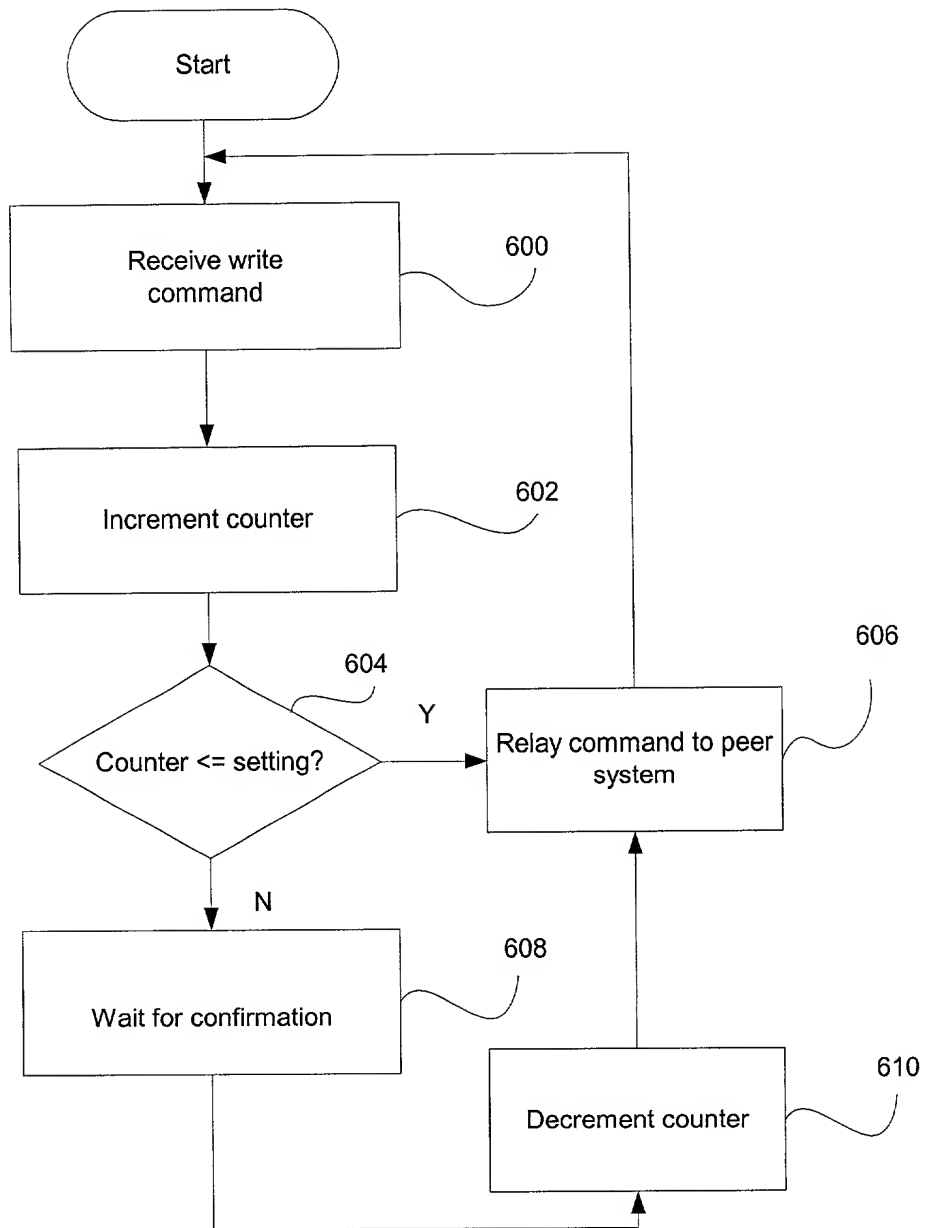 Start
Receive write
command
600
Increment counter
602
604
Counter <= setting?
Y
Relay command to peer
system
606
N
Wait for confirmation
608
Decrement counter
610